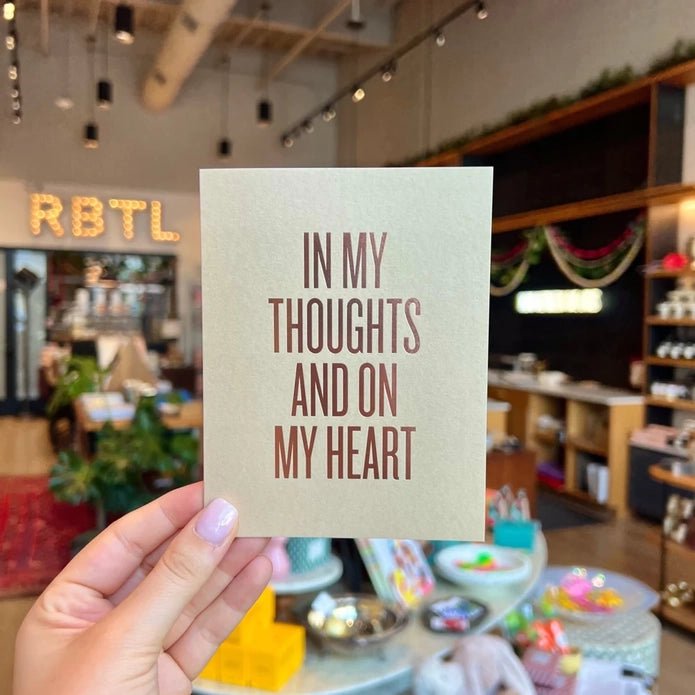 RBTL
IN MY
THOUGHTS
AND ON
MY HEART